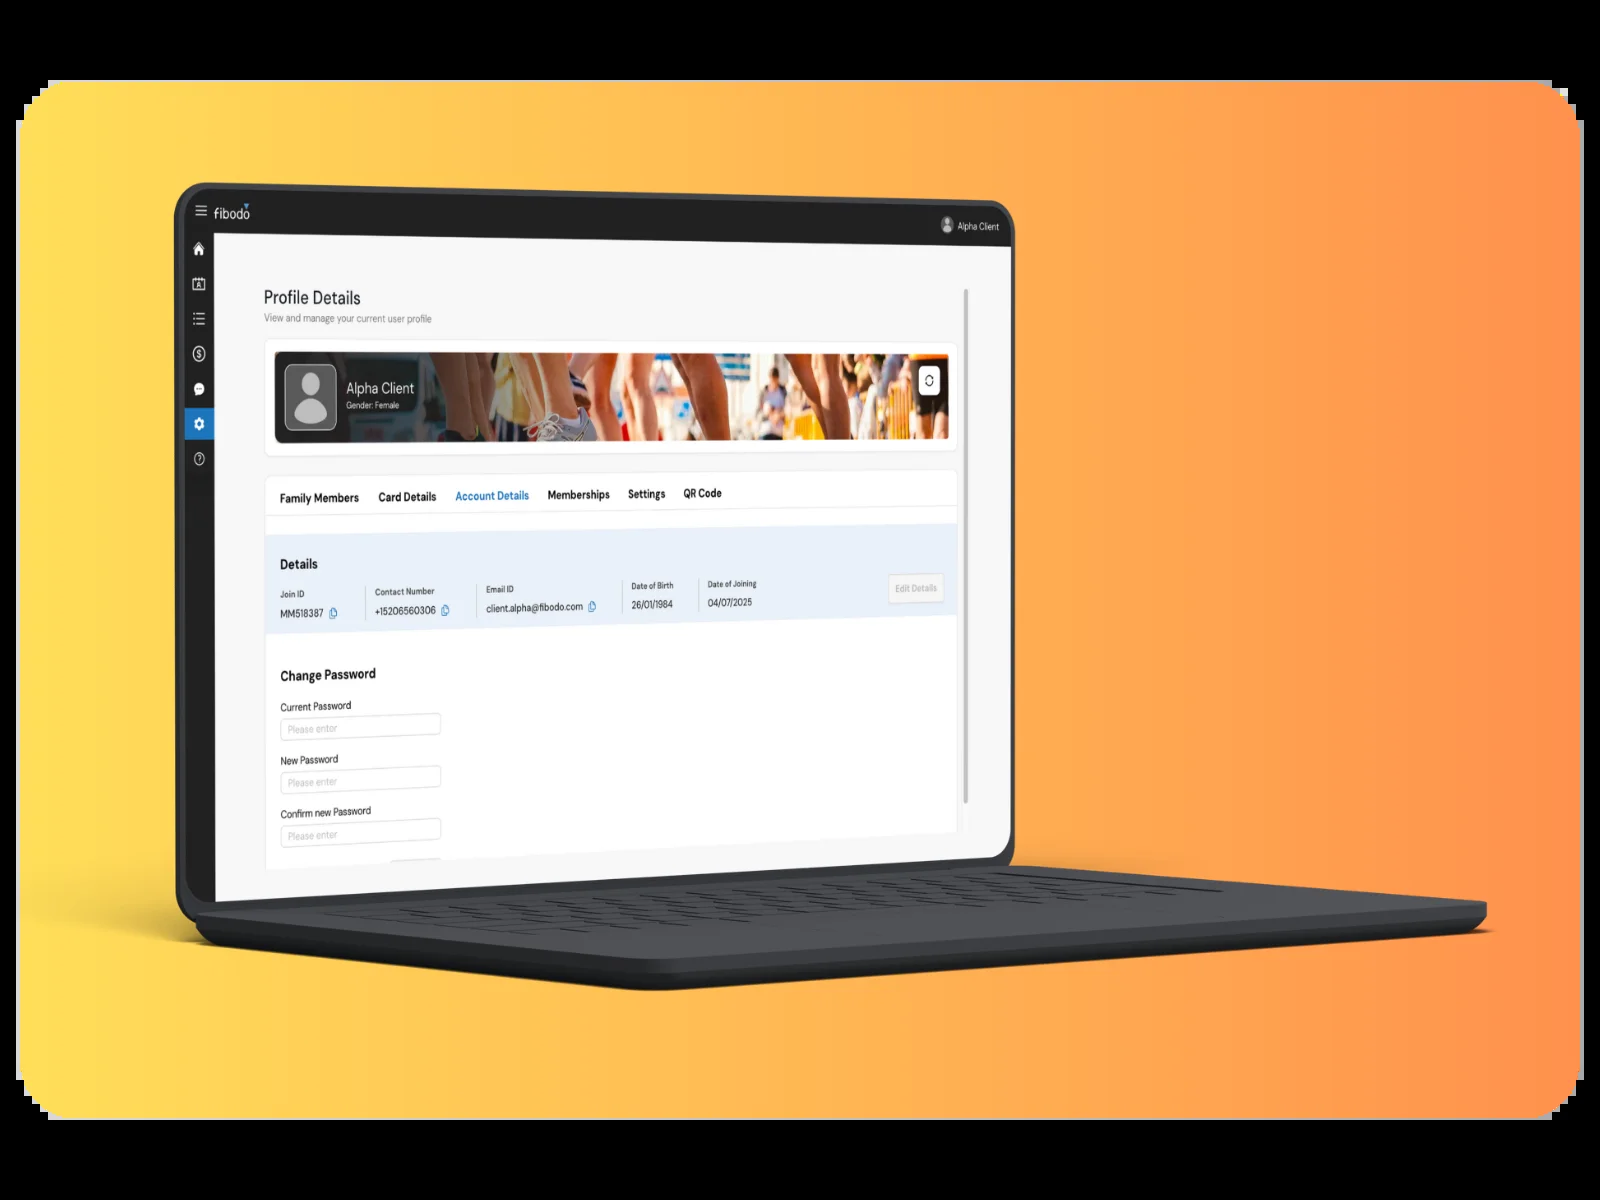 fibodo
Alpha Client
Profile Details
View and manage your current user profile
Alpha Client
Gender: Female
Family Members Card Details Account Details Memberships Settings QR Code
Details
Join ID Contact Number Email ID Date of Birth Date of Joining
MM518387 +15206560306 client.alpha@fibodo.com 26/01/1984 04/07/2025
Edit Details
Change Password
Current Password
Please enter
New Password
Please enter
Confirm new Password
Please enter